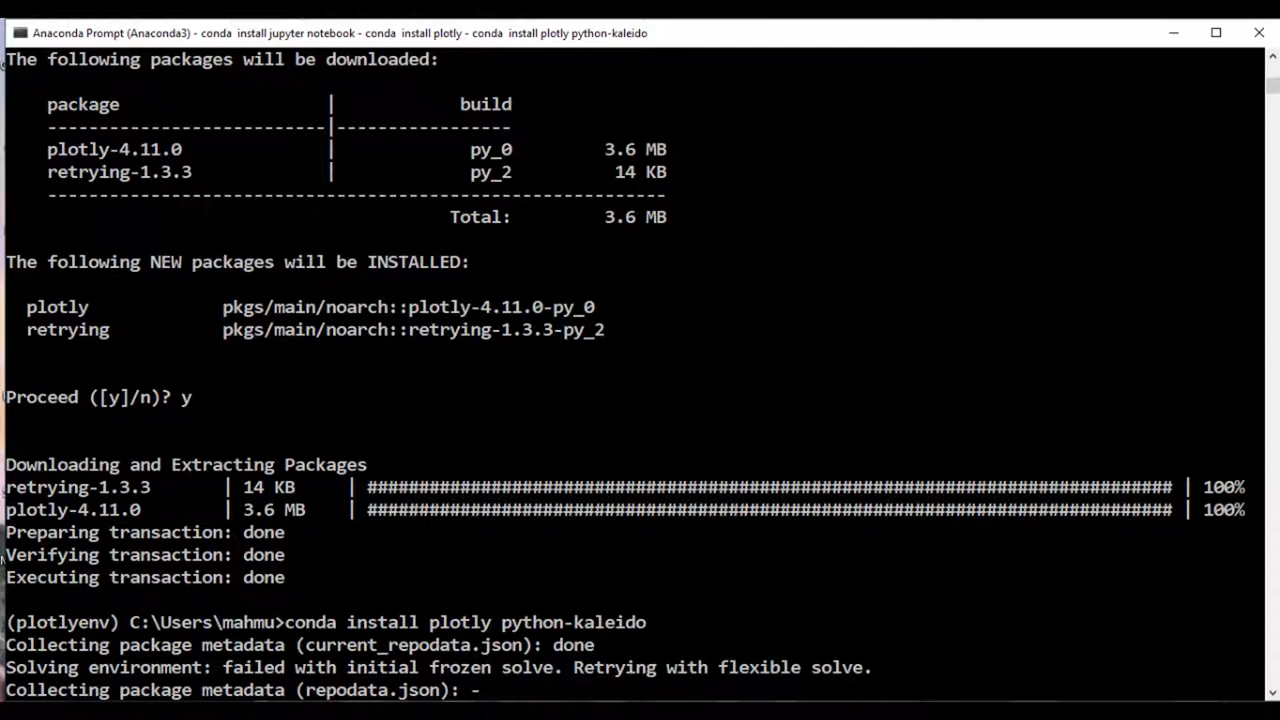 Anaconda Prompt (Anaconda3) - conda install jupyter notebook - conda install plotly - conda install plotly python-kaleido
The following packages will be downloaded:
package | build
---------------------------|-----------------
plotly-4.11.0 | py_0 3.6 MB
retrying-1.3.3 | py_2 14 KB
------------------------------------------------------------
Total: 3.6 MB
The following NEW packages will be INSTALLED:
plotly pkgs/main/noarch::plotly-4.11.0-py_0
retrying pkgs/main/noarch::retrying-1.3.3-py_2
Proceed ([y]/n)? y
Downloading and Extracting Packages
retrying-1.3.3 | 14 KB | ############################################################################## | 100%
plotly-4.11.0 | 3.6 MB | ############################################################################## | 100%
Preparing transaction: done
Verifying transaction: done
Executing transaction: done
(plotlyenv) C:\Users\mahmu>conda install plotly python-kaleido
Collecting package metadata (current_repodata.json): done
Solving environment: failed with initial frozen solve. Retrying with flexible solve.
Collecting package metadata (repodata.json): -